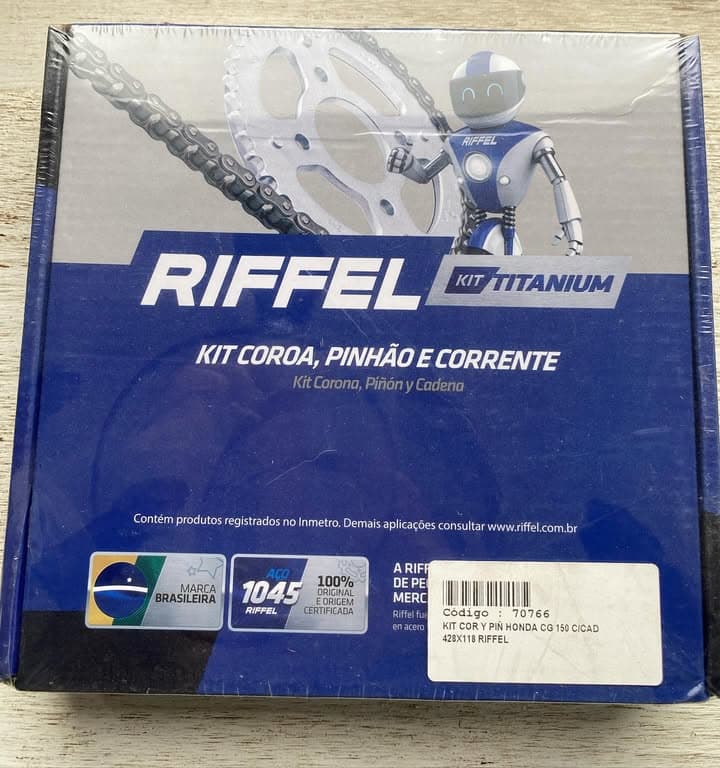 RIFFEL
RIFFEL
KIT TITANIUM
KIT COROA, PINHÃO E CORRENTE
Kit Corona, Piñón y Cadena
Contém produtos registrados no Inmetro. Demais aplicações consultar www.riffel.com.br
MARCA
BRASILEIRA
AÇO
1045
RIFFEL
100%
ORIGINAL
E ORIGEM
CERTIFICADA
A RIFF
DE PE
MERC
Riffel fue
en acero
Código : 70766
KIT COR Y PIÑ HONDA CG 150 C/CAD
428X118 RIFFEL